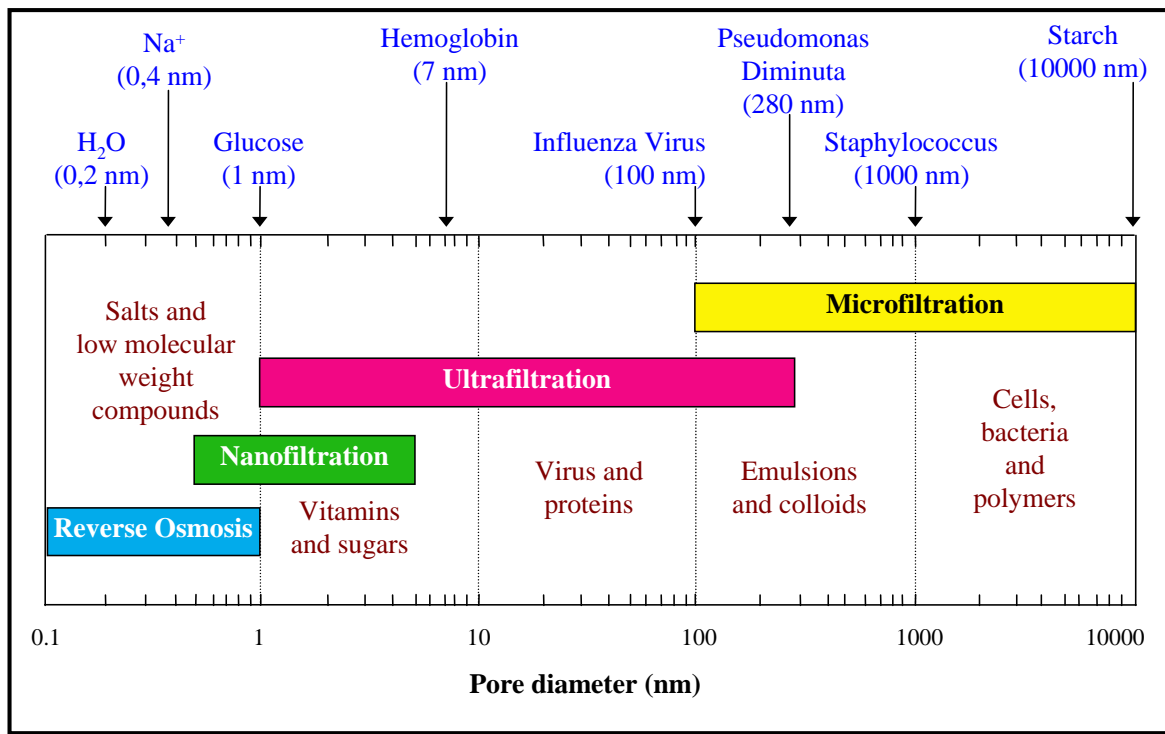 Na⁺
(0,4 nm)
Hemoglobin
(7 nm)
Pseudomonas
Diminuta
(280 nm)
Starch
(10000 nm)
H₂O
(0,2 nm)
Glucose
(1 nm)
Influenza Virus
(100 nm)
Staphylococcus
(1000 nm)
Salts and
low molecular
weight
compounds
Microfiltration
Ultrafiltration
Nanofiltration
Reverse Osmosis
Vitamins
and sugars
Virus and
proteins
Emulsions
and colloids
Cells,
bacteria
and
polymers
0.1 1 10 100 1000 10000
Pore diameter (nm)